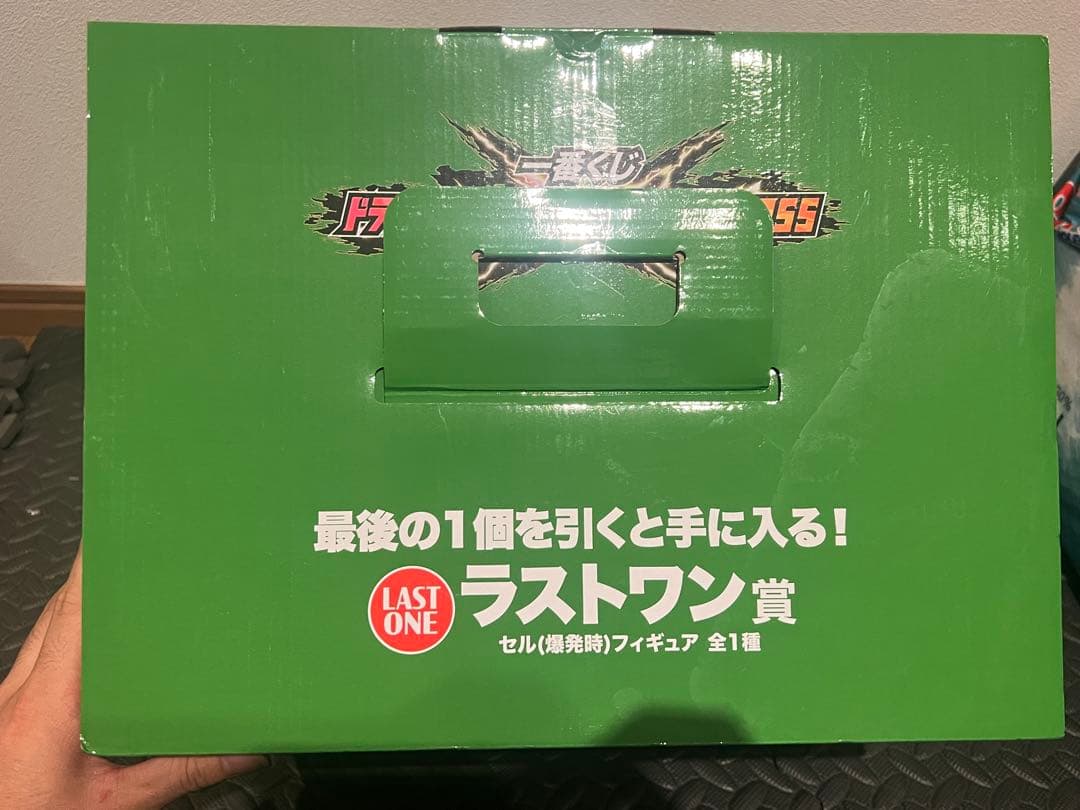 一番くじ
最後の1個を引くと手に入る!
LAST
ONE
ラストワン賞
セル(爆発時)フィギュア 全1種